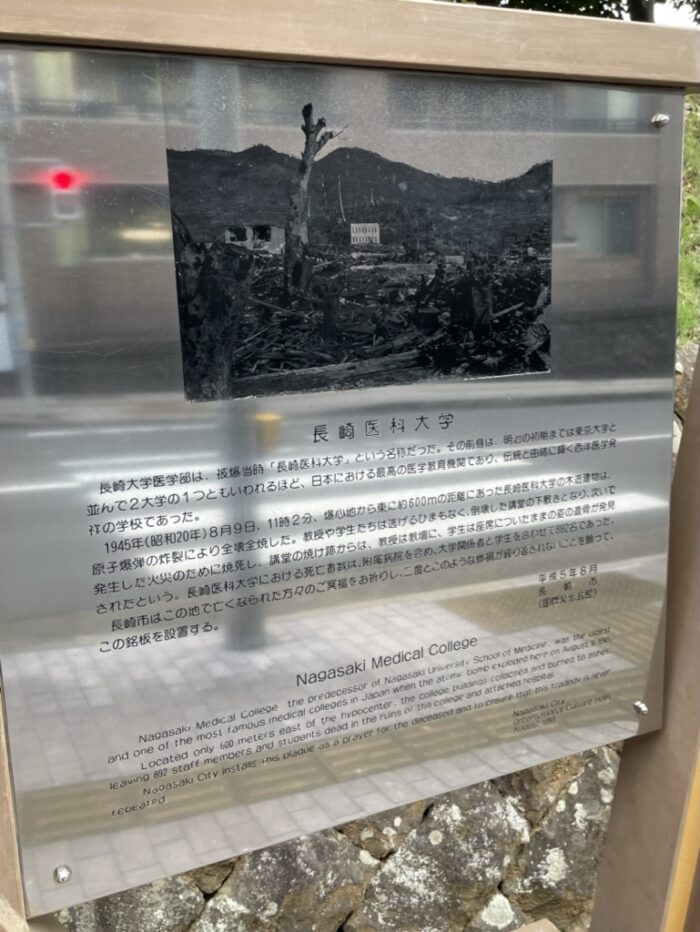 長崎医科大学
長崎大学医学部は、被爆当時「長崎医科大学」という名称だった。その前身は、明治の初期までは東京大学と
並んで2大学の1つともいわれるほど、日本における最高の医学教育機関であり、伝統と由緒に輝く西洋医学発
祥の学校であった。
1945年(昭和20年)8月9日、11時2分、爆心地から東に約600mの距離にあった長崎医科大学の木造建物は、
原子爆弾の炸裂により全壊全焼した。教授や学生たちは逃げるひまもなく、倒壊した講堂の下敷きとなり、次いで
発生した火災のために焼死し、講堂の焼け跡からは、教授は教壇に、学生は座席についたままの姿の遺骨が発見
されたという。長崎医科大学における死亡者数は、附属病院を含め、大学関係者と学生を合わせて892名であった。
長崎市はこの地で亡くなられた方々のご冥福をお祈りし、二度とこのような惨禍が繰り返されないことを願って、
この銘板を設置する。
平成5年8月
長崎市
(国際文化会館)
Nagasaki Medical College
Nagasaki Medical College, the predecessor of Nagasaki University School of Medicine, was the oldest
and one of the most famous medical colleges in Japan when the atomic bomb exploded here on August 9, 1945.
Located only 600 meters east of the hypocenter, the college buildings collapsed and burned to ashes,
leaving 892 staff members and students dead in the ruins of the college and attached hospital.
Nagasaki City installs this plaque as a prayer for the deceased and to ensure that this tragedy is never
repeated.
Nagasaki City
International Culture Hall
August 1993